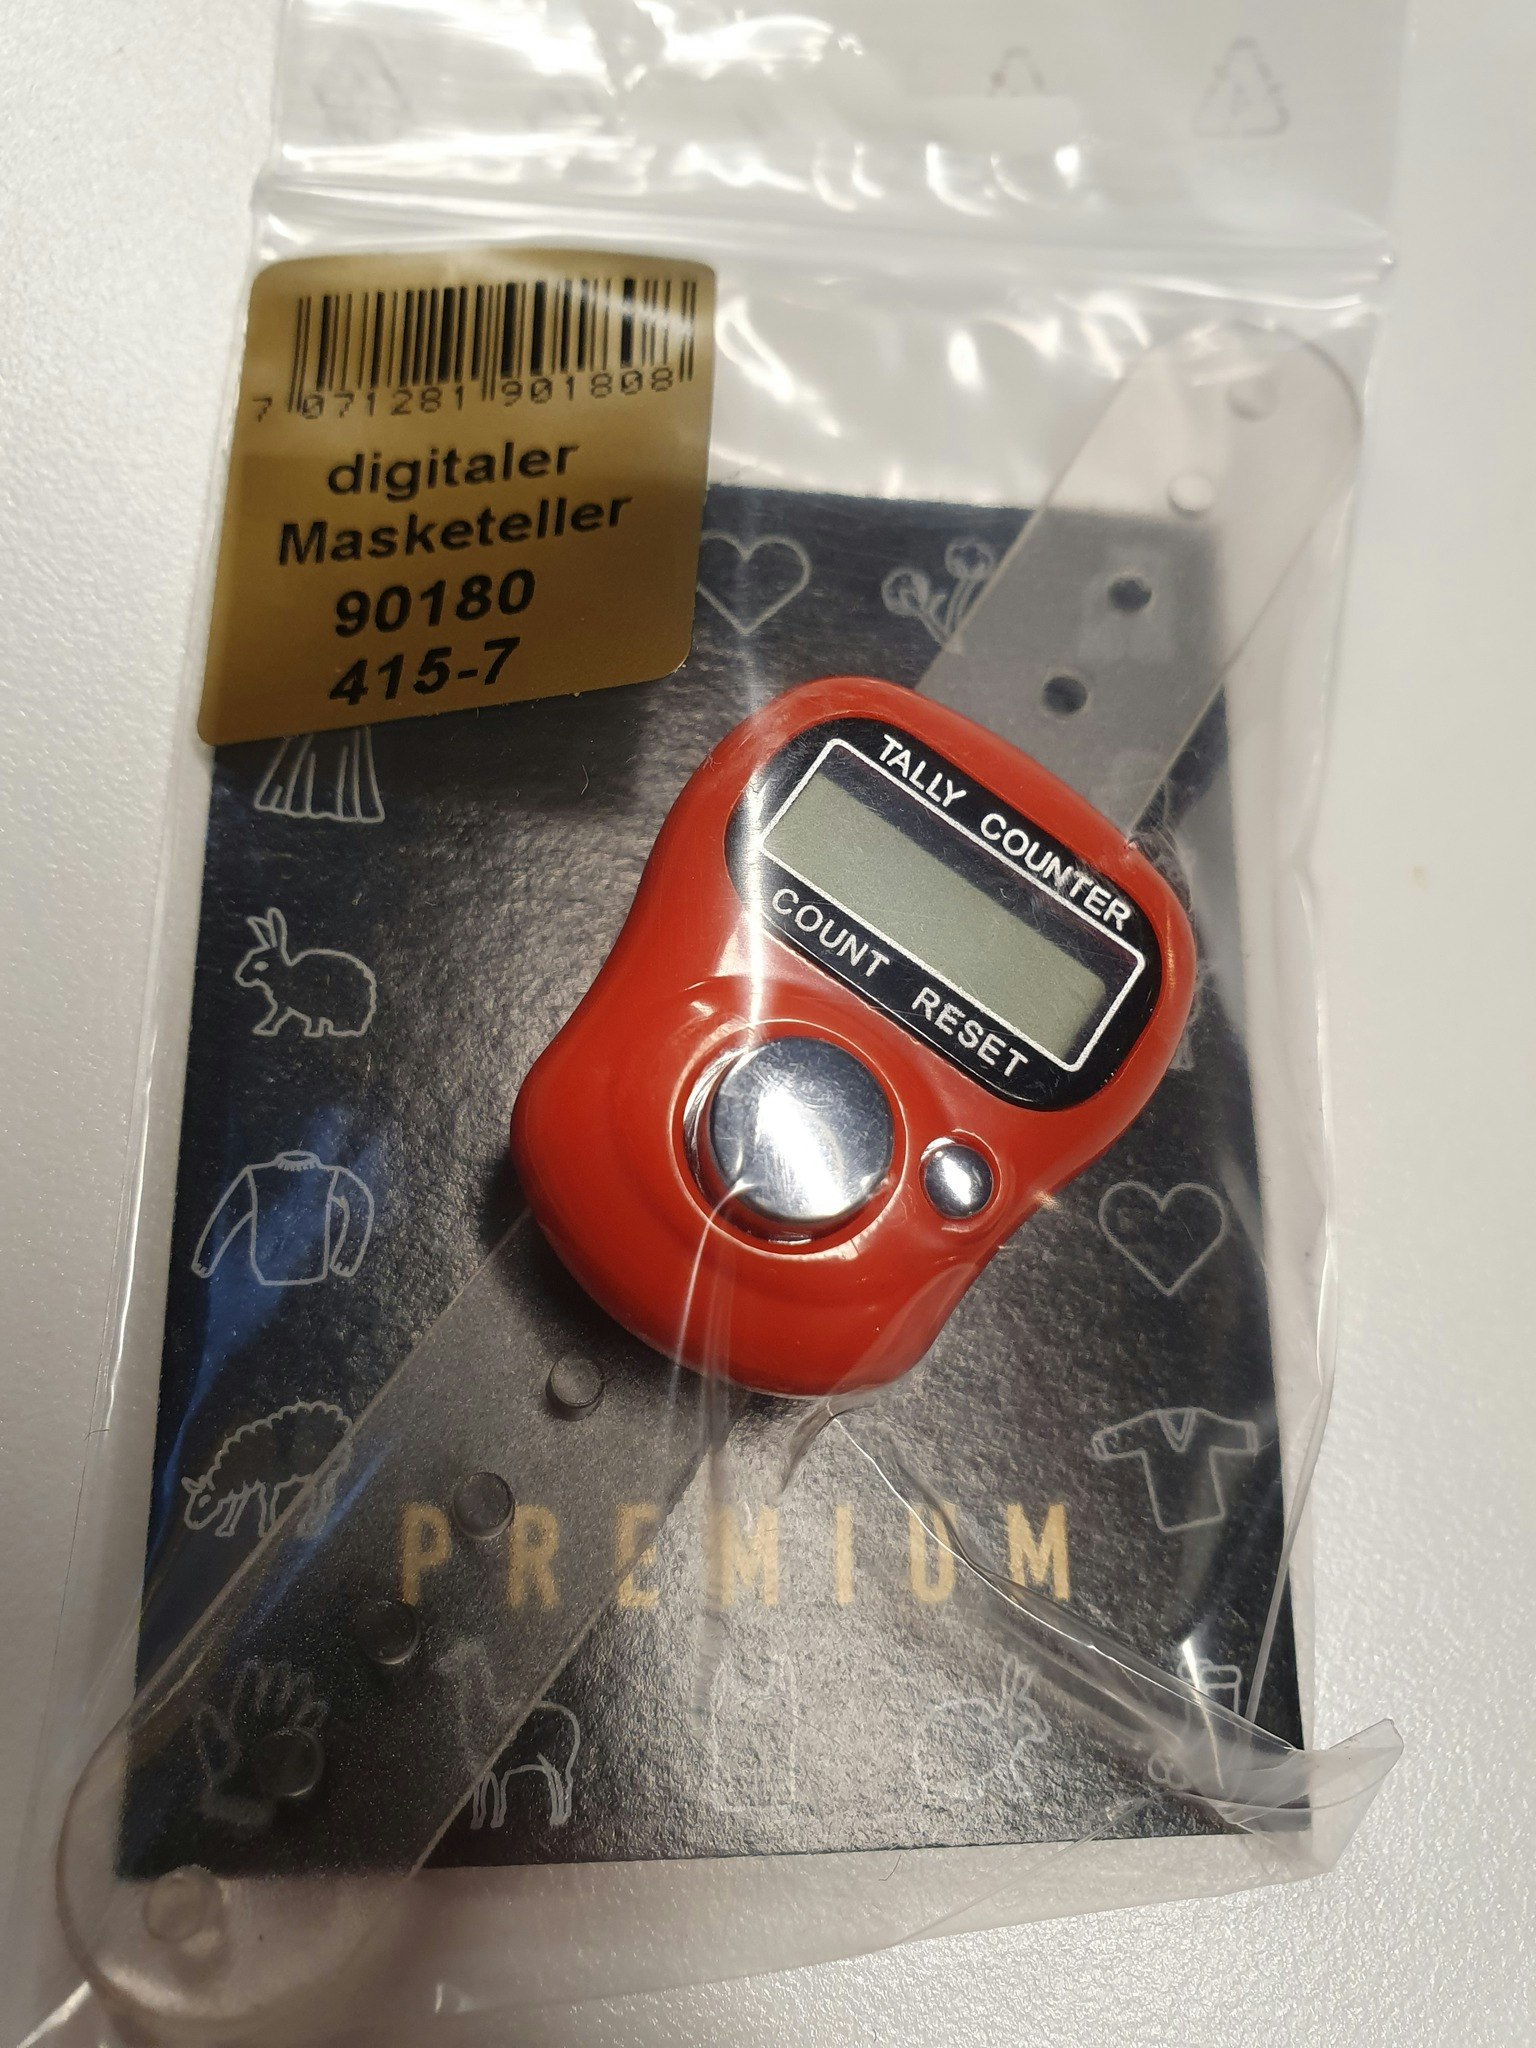 7 071281 901808
digitaler
Masketeller
90180
415-7
TALLY COUNTER
COUNT RESET
PREMIUM